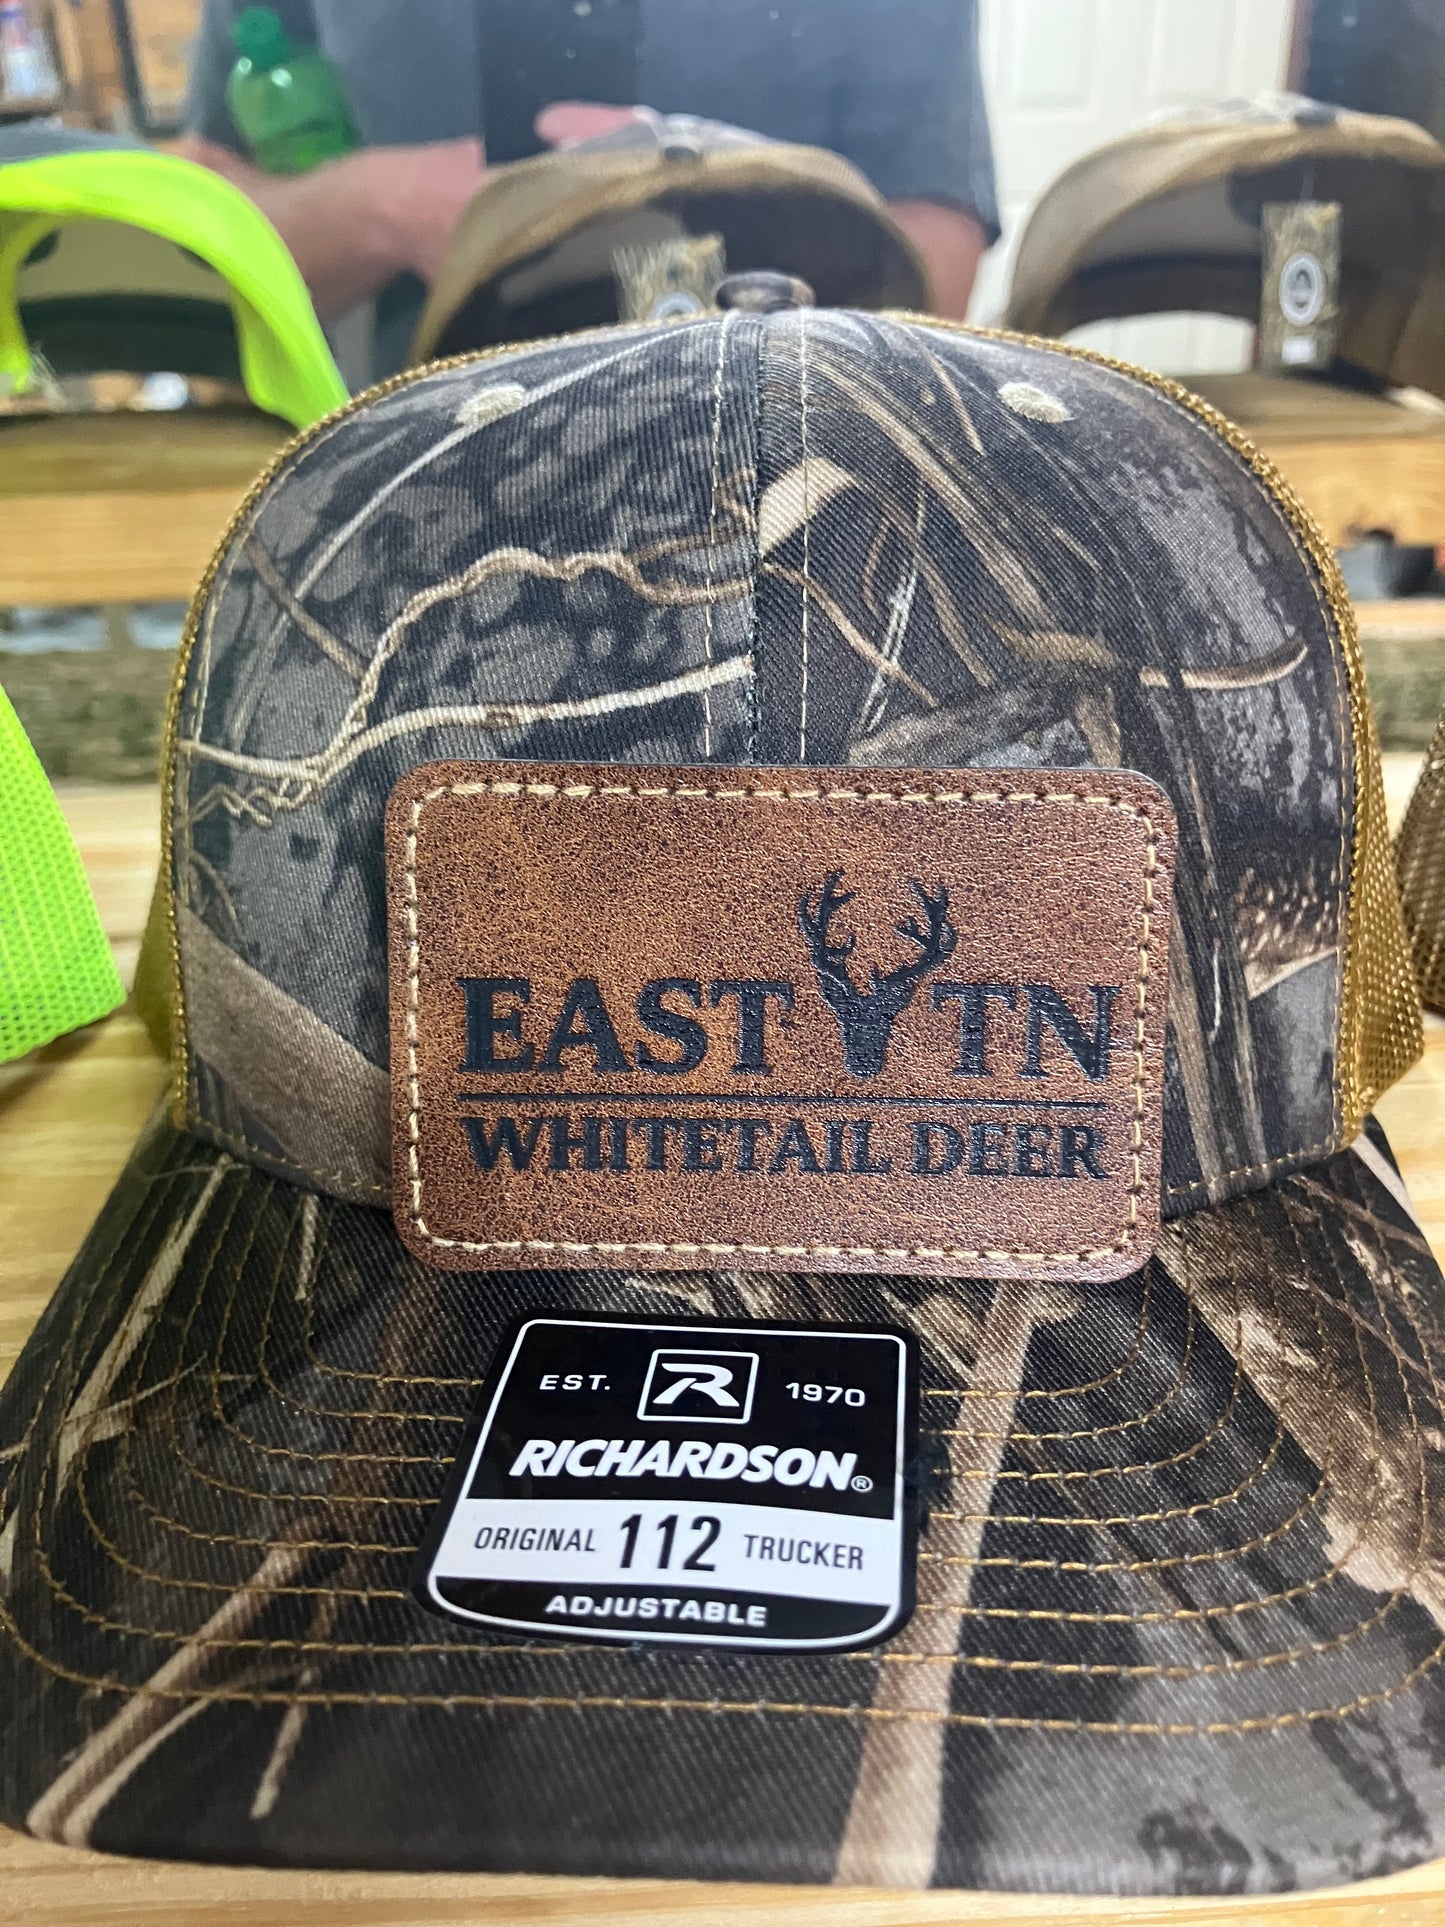 EAST TN
WHITETAIL DEER
EST. R 1970
RICHARDSON®
ORIGINAL 112 TRUCKER
ADJUSTABLE